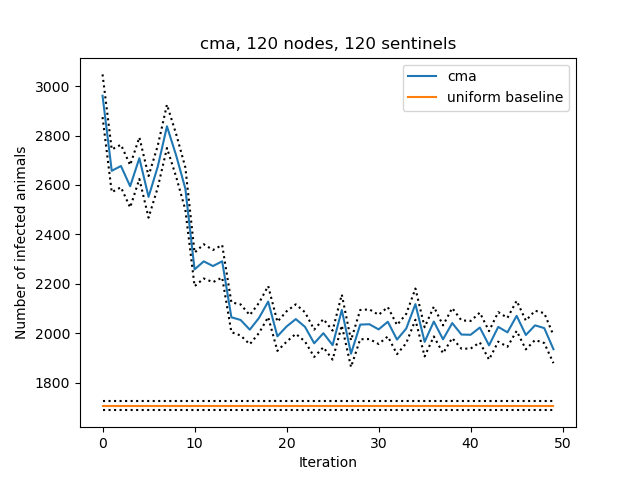 cma, 120 nodes, 120 sentinels
cma
uniform baseline
Number of infected animals
3000
2800
2600
2400
2200
2000
1800
0 10 20 30 40 50
Iteration